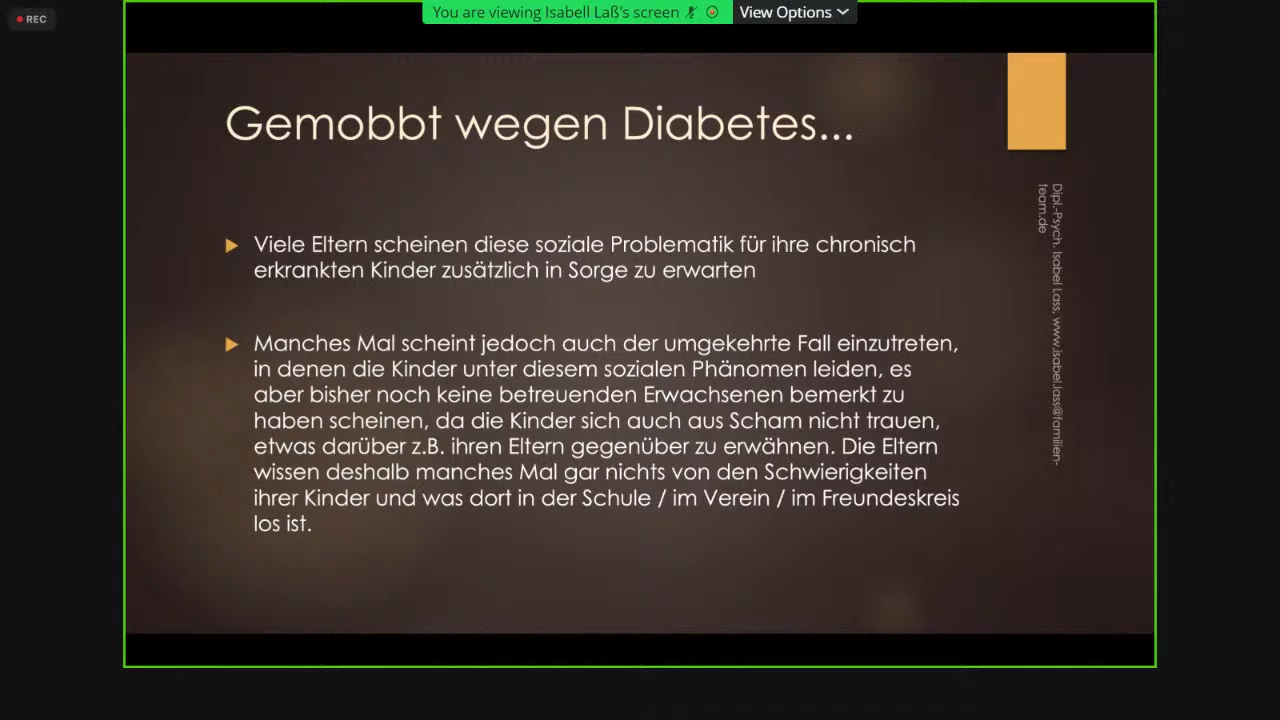 REC
You are viewing Isabell Laß's screen
View Options
Gemobbt wegen Diabetes...
Viele Eltern scheinen diese soziale Problematik für ihre chronisch
erkrankten Kinder zusätzlich in Sorge zu erwarten
Manches Mal scheint jedoch auch der umgekehrte Fall einzutreten,
in denen die Kinder unter diesem sozialen Phänomen leiden, es
aber bisher noch keine betreuenden Erwachsenen bemerkt zu
haben scheinen, da die Kinder sich auch aus Scham nicht trauen,
etwas darüber z.B. ihren Eltern gegenüber zu erwähnen. Die Eltern
wissen deshalb manches Mal gar nichts von den Schwierigkeiten
ihrer Kinder und was dort in der Schule / im Verein / im Freundeskreis
los ist.
Dipl.-Psych. Isabel Lass, www.isabel.lass@familien-
team.de